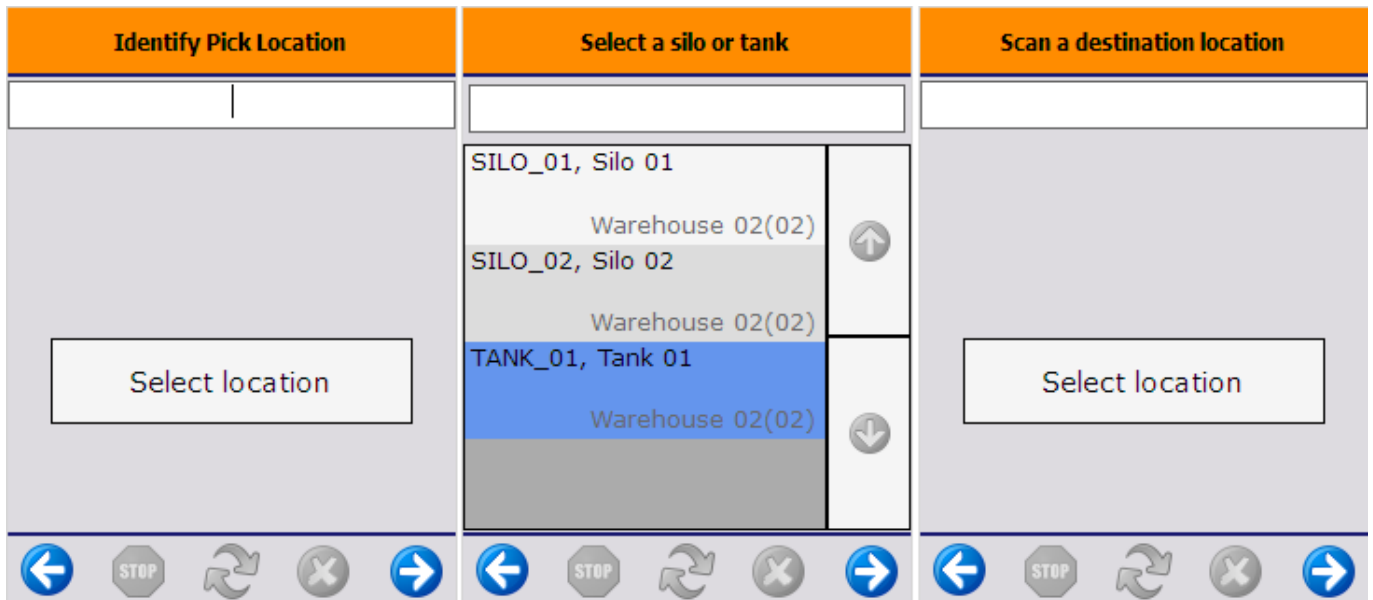 Identify Pick Location
Select location
STOP
Select a silo or tank
SILO_01, Silo 01
Warehouse 02(02)
SILO_02, Silo 02
Warehouse 02(02)
TANK_01, Tank 01
Warehouse 02(02)
STOP
Scan a destination location
Select location
STOP